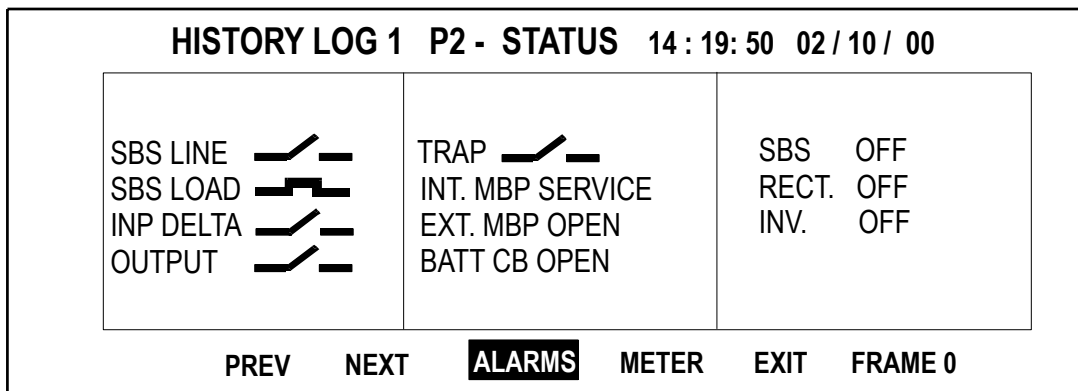 HISTORY LOG 1 P2 - STATUS 14 : 19: 50 02 / 10 / 00
SBS LINE
SBS LOAD
INP DELTA
OUTPUT
TRAP
INT. MBP SERVICE
EXT. MBP OPEN
BATT CB OPEN
SBS OFF
RECT. OFF
INV. OFF
PREV NEXT ALARMS METER EXIT FRAME 0